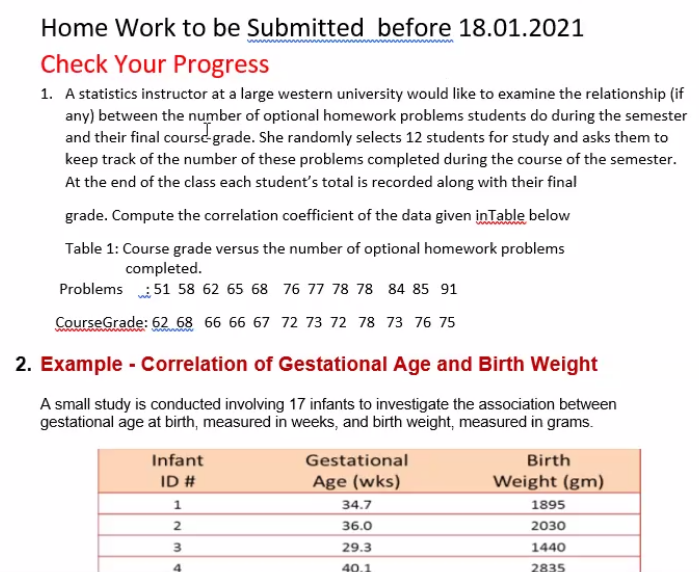 Home Work to be Submitted before 18.01.2021
Check Your Progress
1. A statistics instructor at a large western university would like to examine the relationship (if
any) between the number of optional homework problems students do during the semester
and their final course grade. She randomly selects 12 students for study and asks them to
keep track of the number of these problems completed during the course of the semester.
At the end of the class each student's total is recorded along with their final
grade. Compute the correlation coefficient of the data given inTable below
Table 1: Course grade versus the number of optional homework problems
completed.
Problems : 51 58 62 65 68 76 77 78 78 84 85 91
CourseGrade: 62 68 66 66 67 72 73 72 78 73 76 75
2. Example - Correlation of Gestational Age and Birth Weight
A small study is conducted involving 17 infants to investigate the association between
gestational age at birth, measured in weeks, and birth weight, measured in grams.
Infant Gestational Birth
ID # Age (wks) Weight (gm)
1 34.7 1895
2 36.0 2030
3 29.3 1440
4 40.1 2835